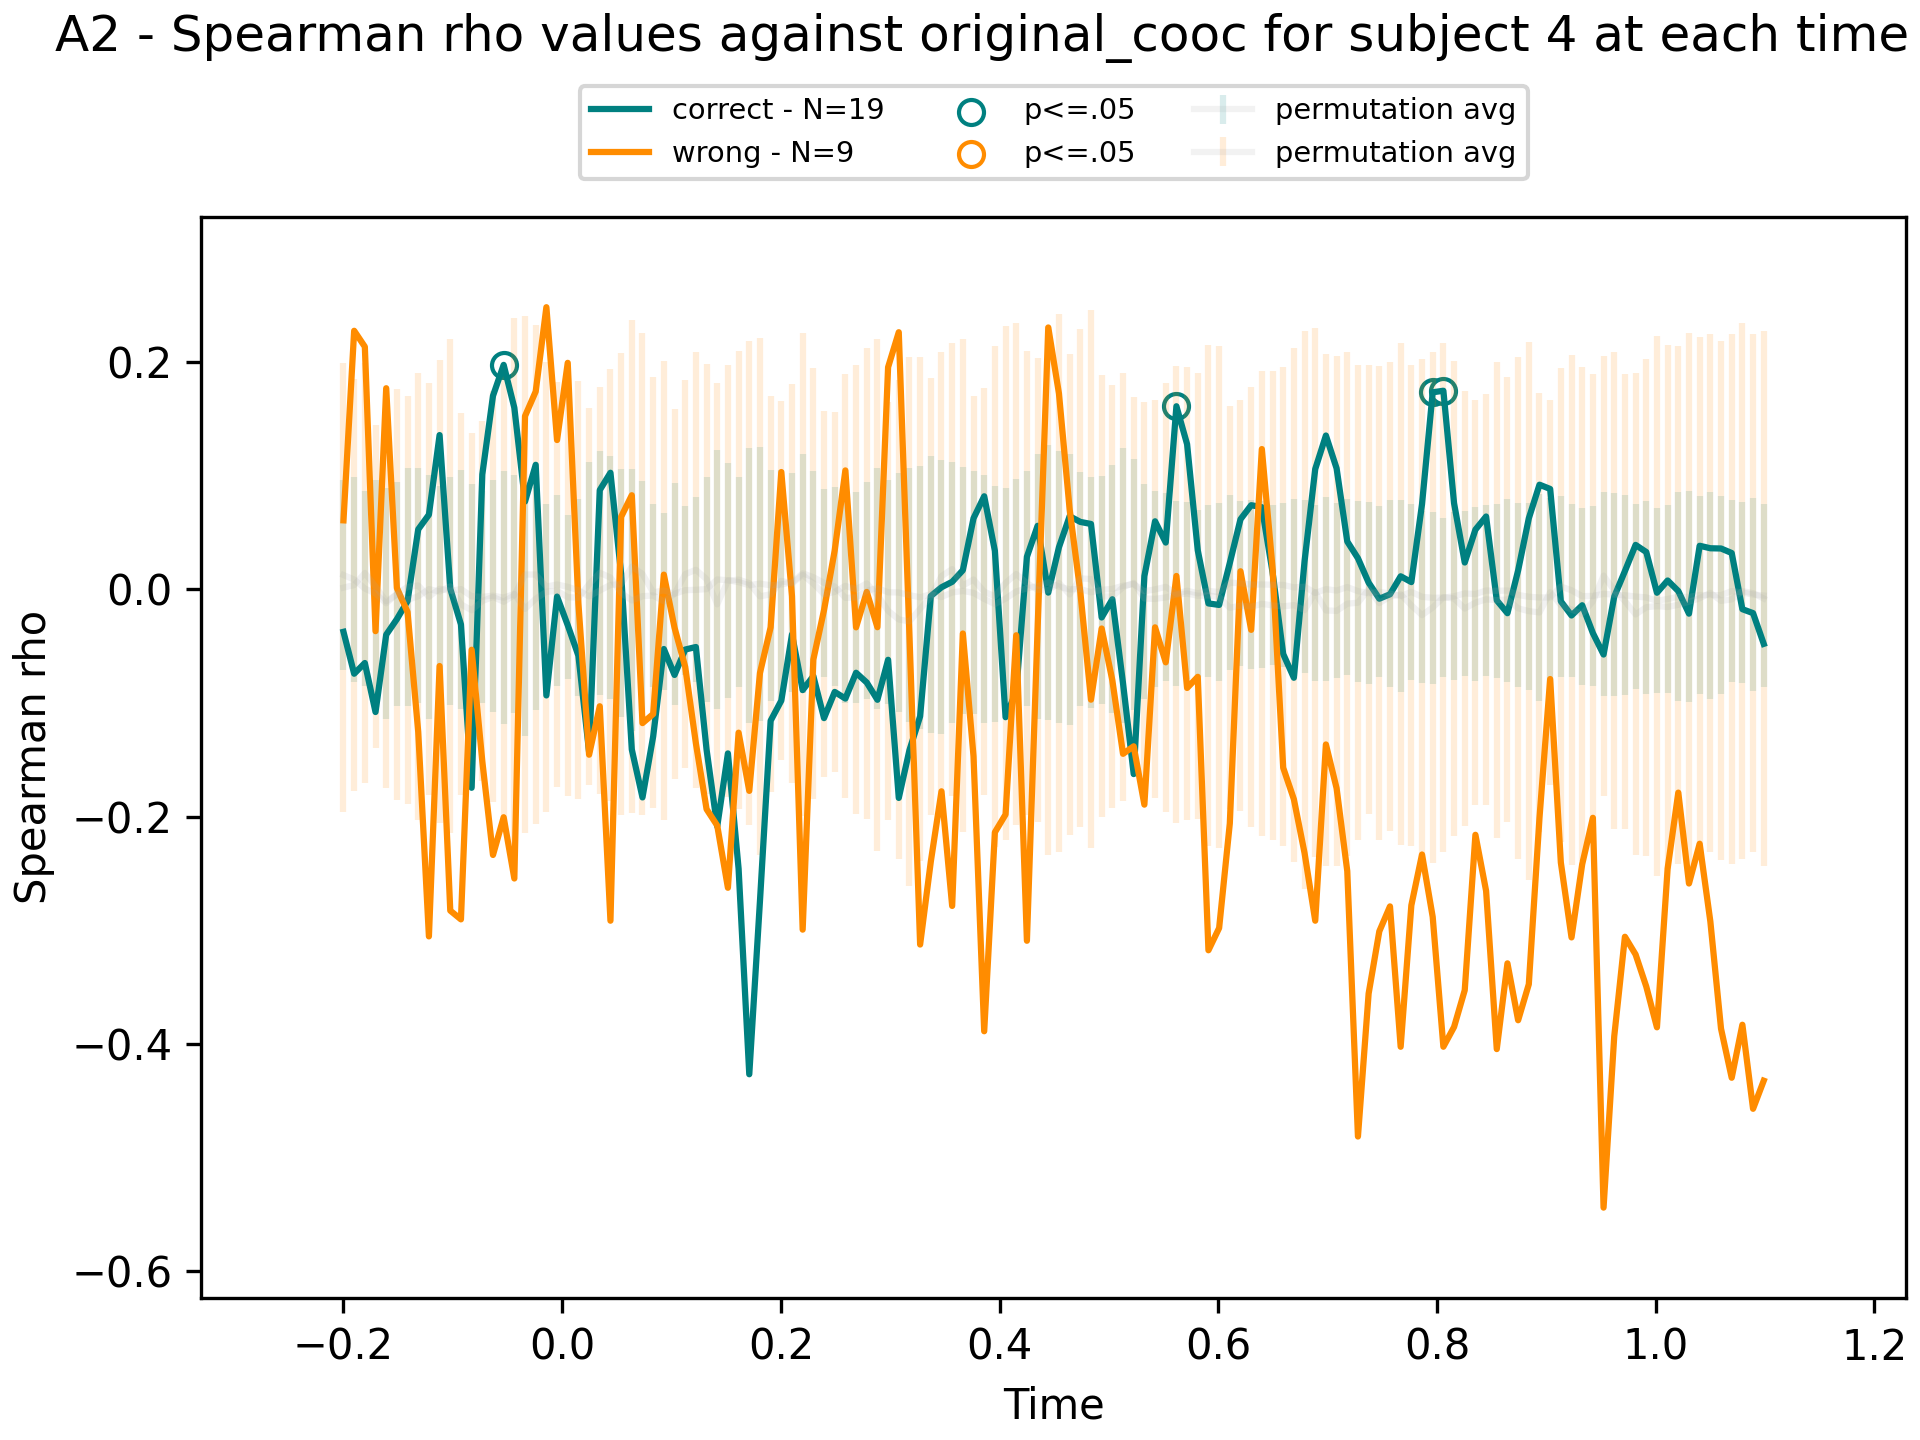 A2 - Spearman rho values against original_cooc for subject 4 at each time
correct - N=19
wrong - N=9
p<=.05
p<=.05
permutation avg
permutation avg
Spearman rho
0.2
0.0
−0.2
−0.4
−0.6
−0.2 0.0 0.2 0.4 0.6 0.8 1.0 1.2
Time